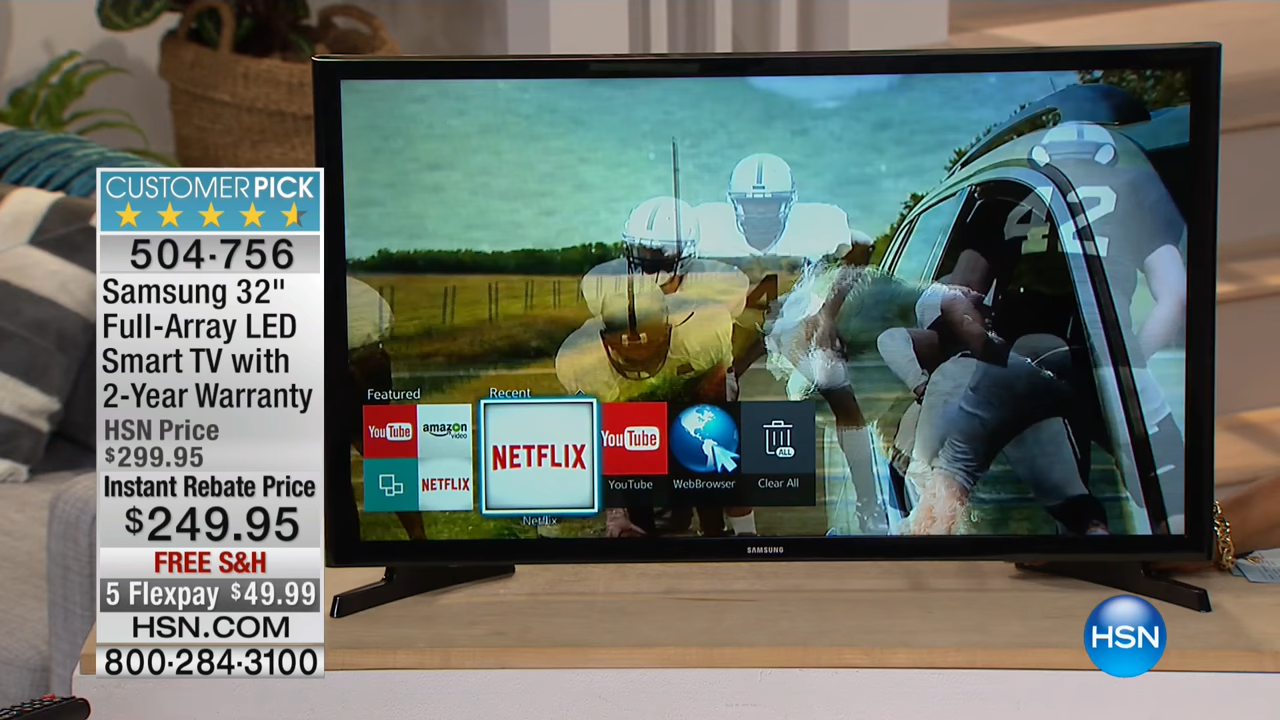 CUSTOMERPICK
504·756
Samsung 32"
Full-Array LED
Smart TV with
2-Year Warranty
HSN Price
$299.95
Instant Rebate Price
$249.95
FREE S&H
5 Flexpay $49.99
HSN.COM
800·284·3100
42
Featured
Recent
YouTube
amazon
video
NETFLIX
NETFLIX
Netflix
YouTube
YouTube
WebBrowser
ALL
Clear All
SAMSUNG
HSN